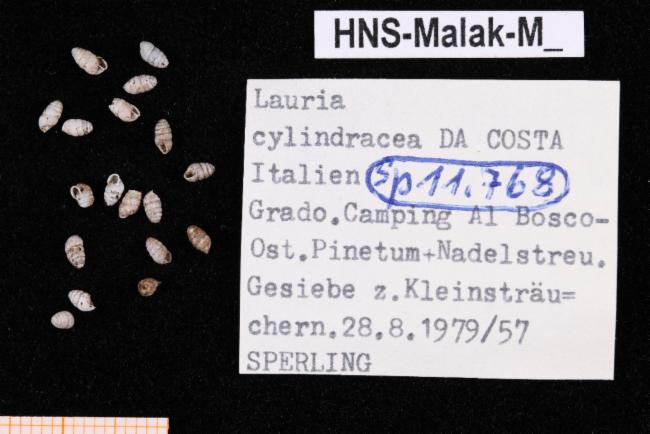 HNS-Malak-M_
Lauria
cylindracea DA COSTA
Italien Sp 11.768
Grado.Camping Al Bosco-
Ost.Pinetum+Nadelstreu.
Gesiebe z.Kleinsträu=
chern.28.8.1979/57
SPERLING